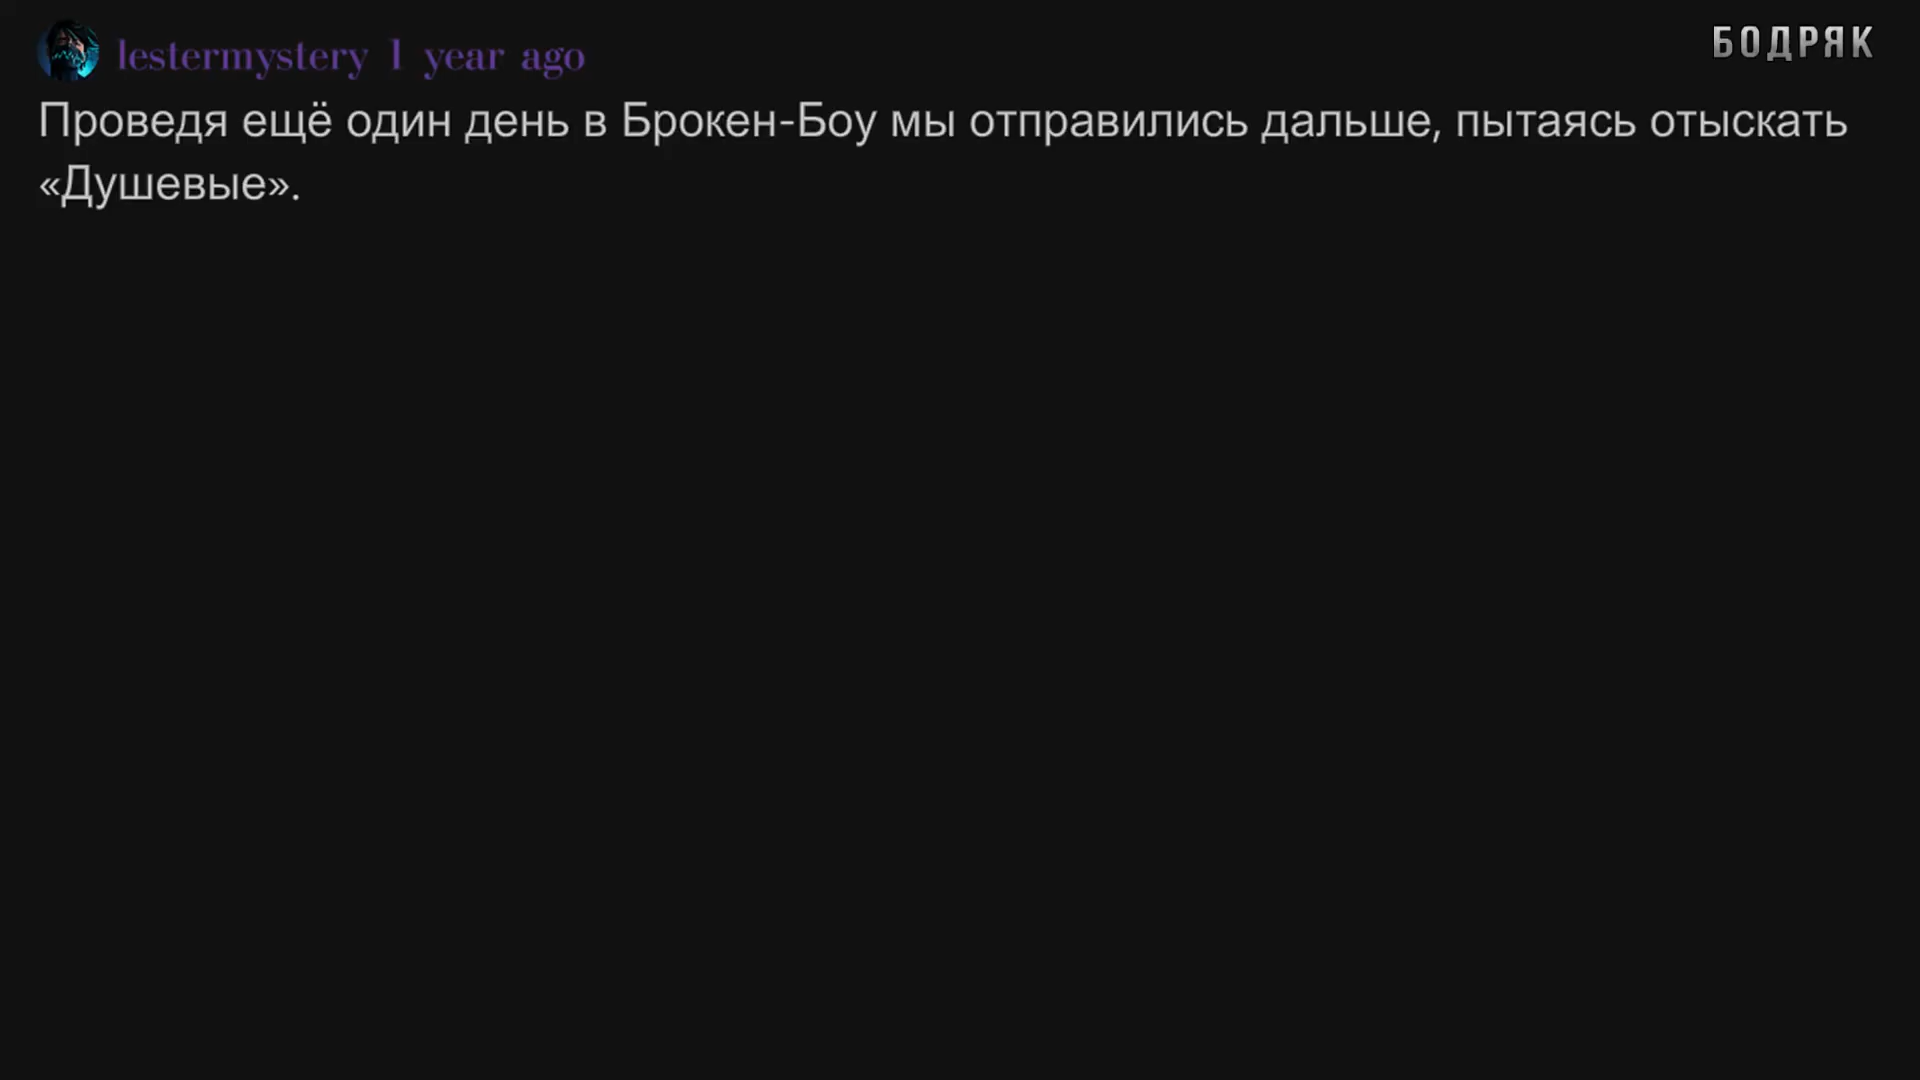 lestermystery 1 year ago
БОДРЯК
Проведя ещё один день в Брокен-Боу мы отправились дальше, пытаясь отыскать
«Душевые».